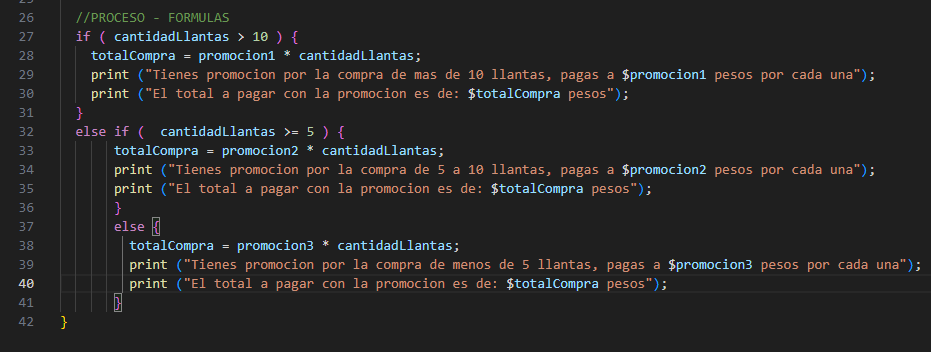 26 //PROCESO - FORMULAS
27 if ( cantidadLlantas > 10 ) {
28 totalCompra = promocion1 * cantidadLlantas;
29 print ("Tienes promocion por la compra de mas de 10 llantas, pagas a $promocion1 pesos por cada una");
30 print ("El total a pagar con la promocion es de: $totalCompra pesos");
31 }
32 else if (  cantidadLlantas >= 5 ) {
33 totalCompra = promocion2 * cantidadLlantas;
34 print ("Tienes promocion por la compra de 5 a 10 llantas, pagas a $promocion2 pesos por cada una");
35 print ("El total a pagar con la promocion es de: $totalCompra pesos");
36 }
37 else {
38 totalCompra = promocion3 * cantidadLlantas;
39 print ("Tienes promocion por la compra de menos de 5 llantas, pagas a $promocion3 pesos por cada una");
40 print ("El total a pagar con la promocion es de: $totalCompra pesos");
41 }
42 }